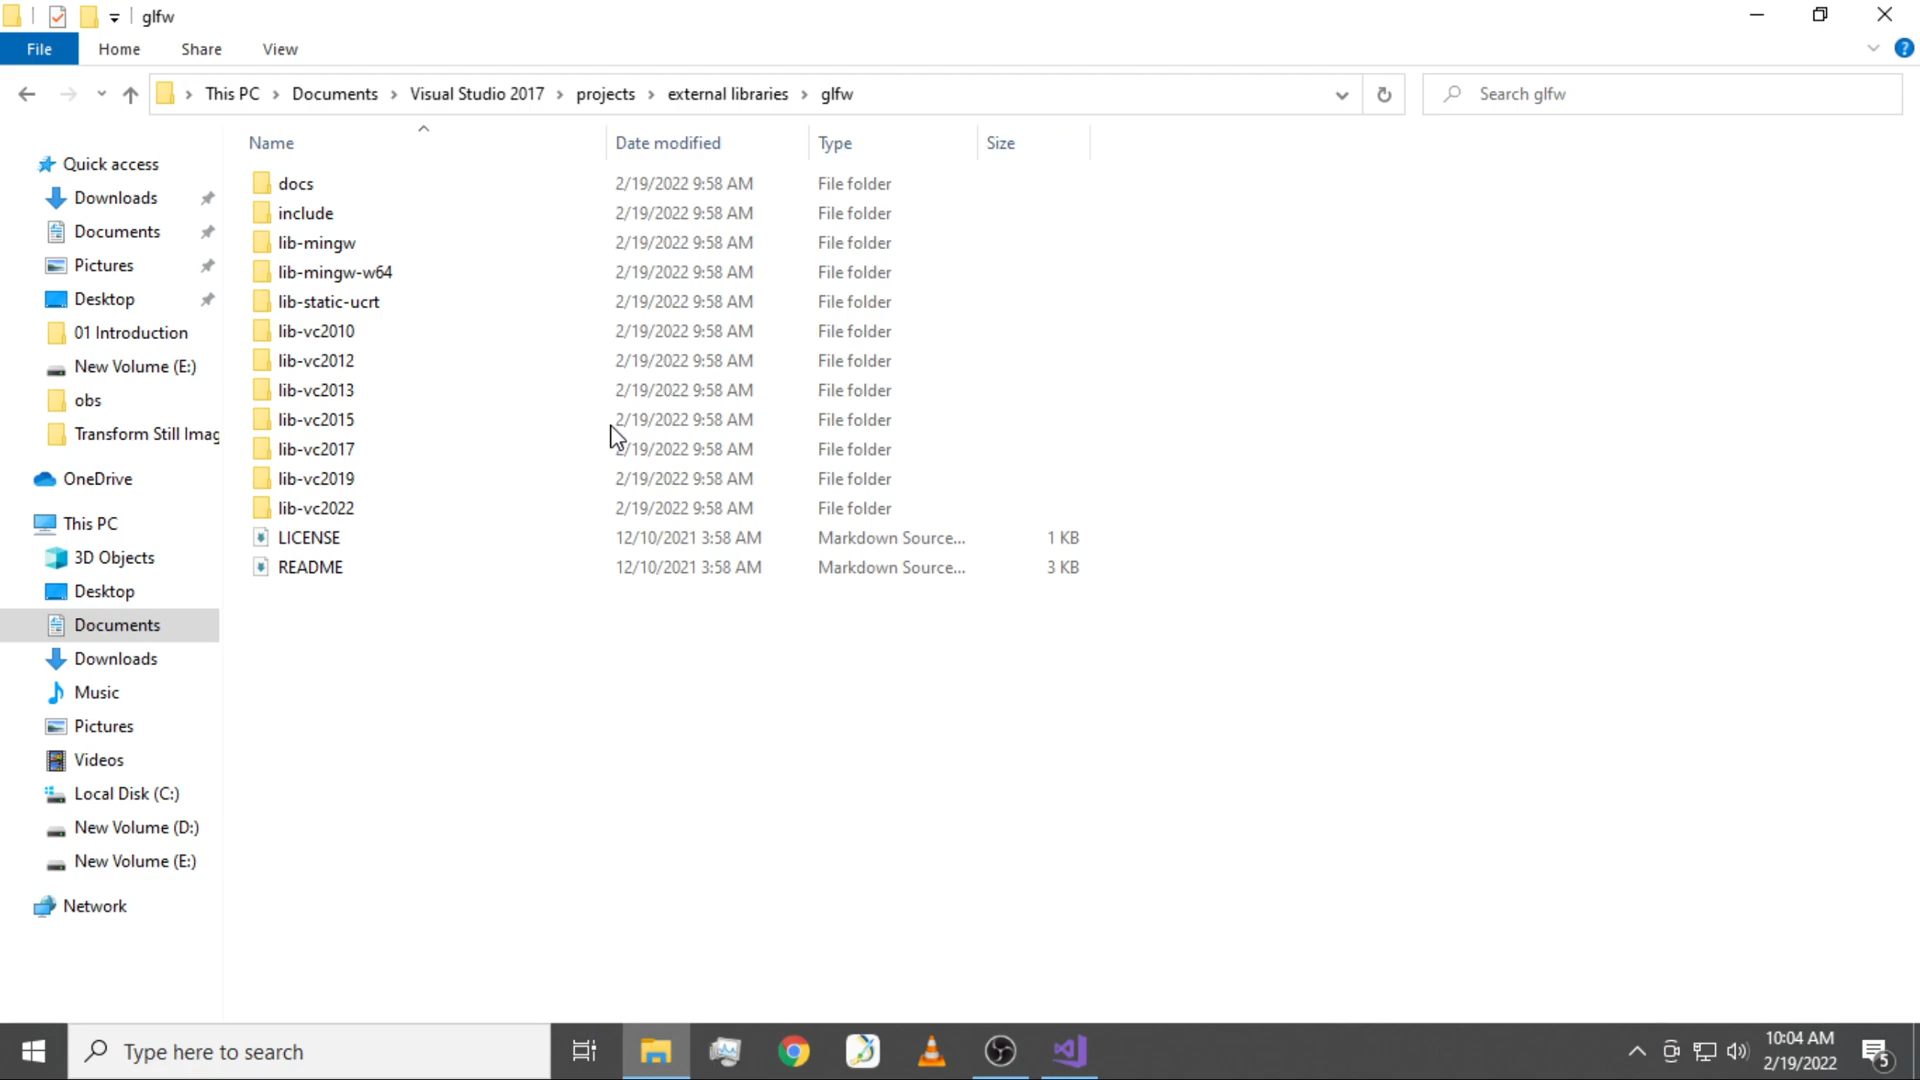 glfw
File Home Share View
This PC Documents Visual Studio 2017 projects external libraries glfw Search glfw
Name Date modified Type Size
Quick access
Downloads
Documents
Pictures
Desktop
01 Introduction
New Volume (E:)
obs
Transform Still Imag
OneDrive
This PC
3D Objects
Desktop
Documents
Downloads
Music
Pictures
Videos
Local Disk (C:)
New Volume (D:)
New Volume (E:)
Network
docs 2/19/2022 9:58 AM File folder
include 2/19/2022 9:58 AM File folder
lib-mingw 2/19/2022 9:58 AM File folder
lib-mingw-w64 2/19/2022 9:58 AM File folder
lib-static-ucrt 2/19/2022 9:58 AM File folder
lib-vc2010 2/19/2022 9:58 AM File folder
lib-vc2012 2/19/2022 9:58 AM File folder
lib-vc2013 2/19/2022 9:58 AM File folder
lib-vc2015 2/19/2022 9:58 AM File folder
lib-vc2017 2/19/2022 9:58 AM File folder
lib-vc2019 2/19/2022 9:58 AM File folder
lib-vc2022 2/19/2022 9:58 AM File folder
LICENSE 12/10/2021 3:58 AM Markdown Source... 1 KB
README 12/10/2021 3:58 AM Markdown Source... 3 KB
Type here to search
10:04 AM
2/19/2022
5